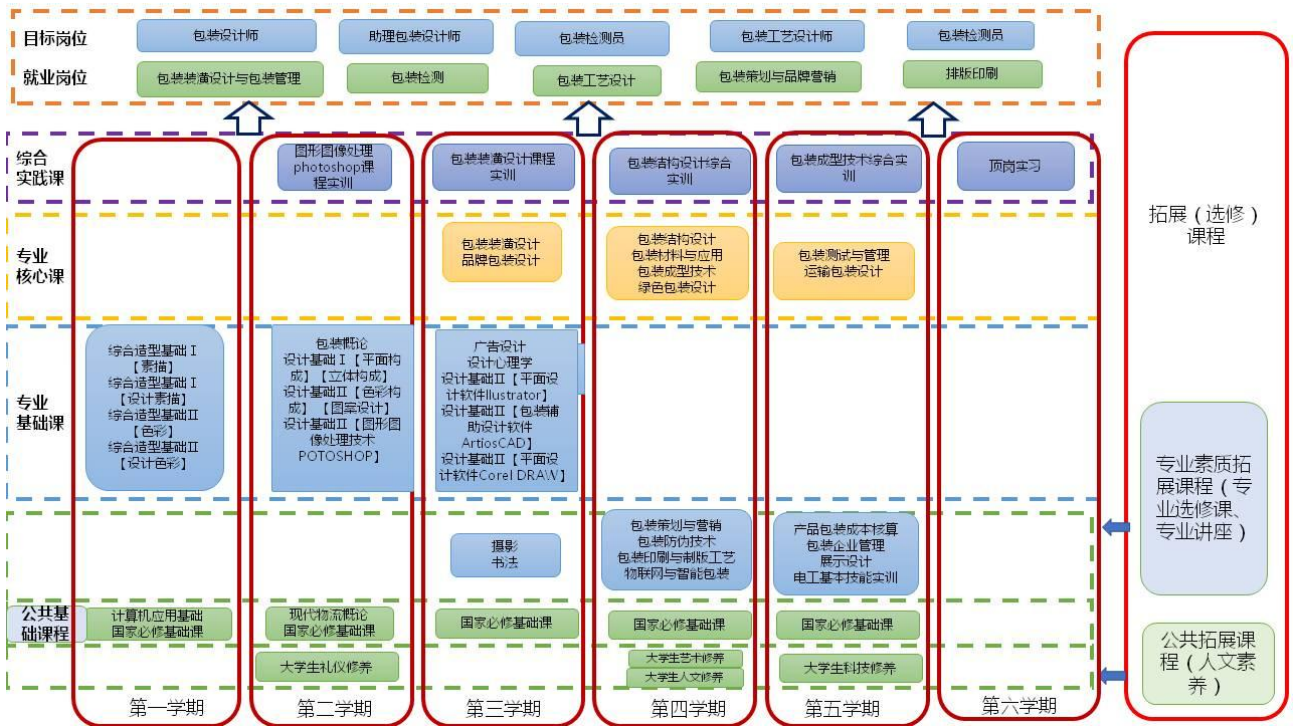 目标岗位
包装设计师
助理包装设计师
包装检测员
包装工艺设计师
包装检测员
就业岗位
包装装潢设计与包装管理
包装检测
包装工艺设计
包装策划与品牌营销
排版印刷
综合
实践课
图形图像处理
photoshop课
程实训
包装装潢设计课程
实训
包装结构设计综合
实训
包装成型技术综合实
训
顶岗实习
专业
核心课
包装装潢设计
品牌包装设计
包装结构设计
包装材料与应用
包装成型技术
绿色包装设计
包装测试与管理
运输包装设计
专业
基础课
综合造型基础Ⅰ
【素描】
综合造型基础Ⅰ
【设计素描】
综合造型基础Ⅱ
【色彩】
综合造型基础Ⅱ
【设计色彩】
包装概论
设计基础Ⅰ【平面构
成】【立体构成】
设计基础Ⅱ【色彩构
成】【图案设计】
设计基础Ⅱ【图形图
像处理技术
POTOSHOP】
广告设计
设计心理学
设计基础Ⅱ【平面设
计软件Ilustrator】
设计基础Ⅱ【包装辅
助设计软件
ArtiosCAD】
设计基础Ⅱ【平面设
计软件Corel DRAW】
摄影
书法
包装策划与营销
包装防伪技术
包装印刷与制版工艺
物联网与智能包装
产品包装成本核算
包装企业管理
展示设计
电工基本技能实训
公共基
础课程
计算机应用基础
国家必修基础课
现代物流概论
国家必修基础课
国家必修基础课
国家必修基础课
国家必修基础课
大学生礼仪修养
大学生艺术修养
大学生人文修养
大学生科技修养
第一学期
第二学期
第三学期
第四学期
第五学期
第六学期
拓展（选修）
课程
专业素质拓
展课程（专
业选修课、
专业讲座）
公共拓展课
程（人文素
养）